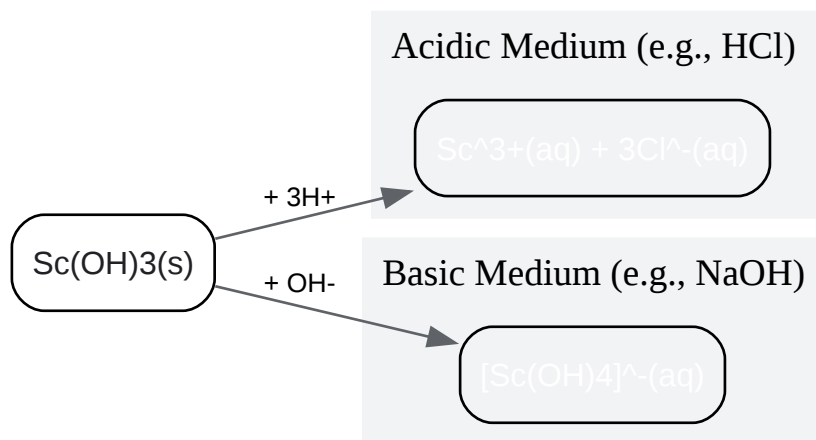 Acidic Medium (e.g., HCl)
Sc^3+(aq) + 3Cl^-(aq)
+ 3H+
Sc(OH)3(s)
+ OH-
Basic Medium (e.g., NaOH)
[Sc(OH)4]^-(aq)